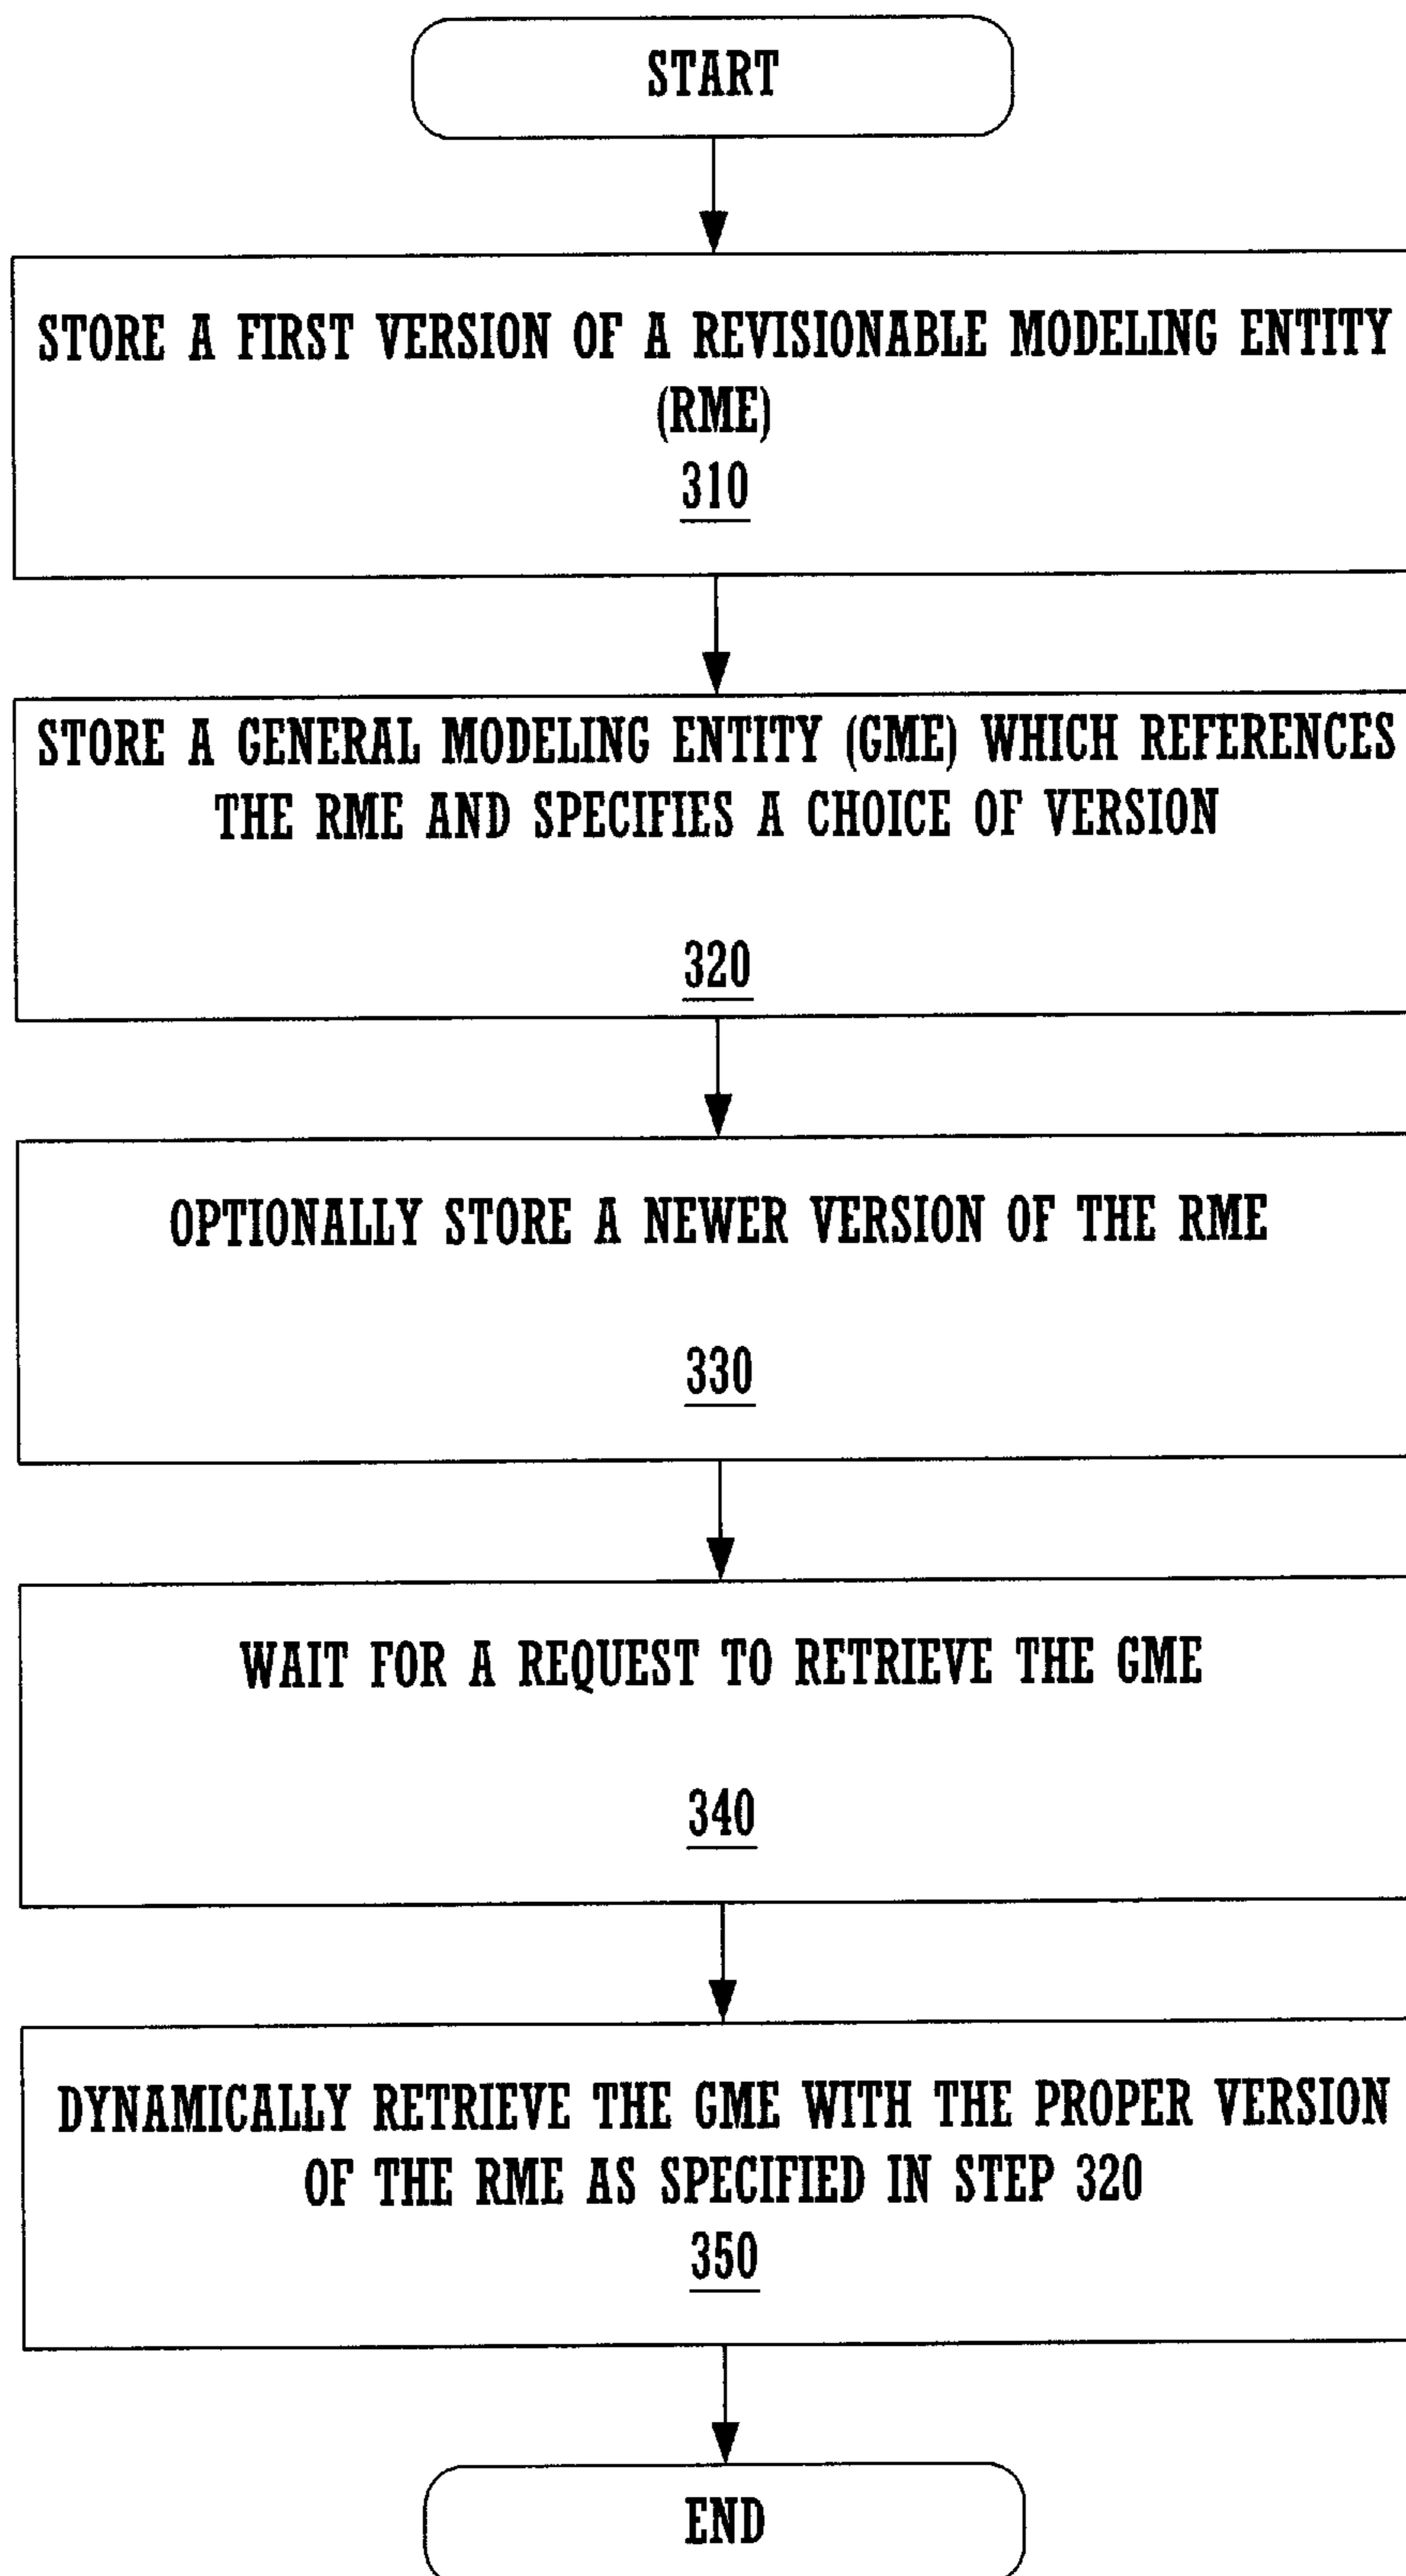 START
STORE A FIRST VERSION OF A REVISIONABLE MODELING ENTITY
(RME)
310
STORE A GENERAL MODELING ENTITY (GME) WHICH REFERENCES
THE RME AND SPECIFIES A CHOICE OF VERSION
320
OPTIONALLY STORE A NEWER VERSION OF THE RME
330
WAIT FOR A REQUEST TO RETRIEVE THE GME
340
DYNAMICALLY RETRIEVE THE GME WITH THE PROPER VERSION
OF THE RME AS SPECIFIED IN STEP 320
350
END